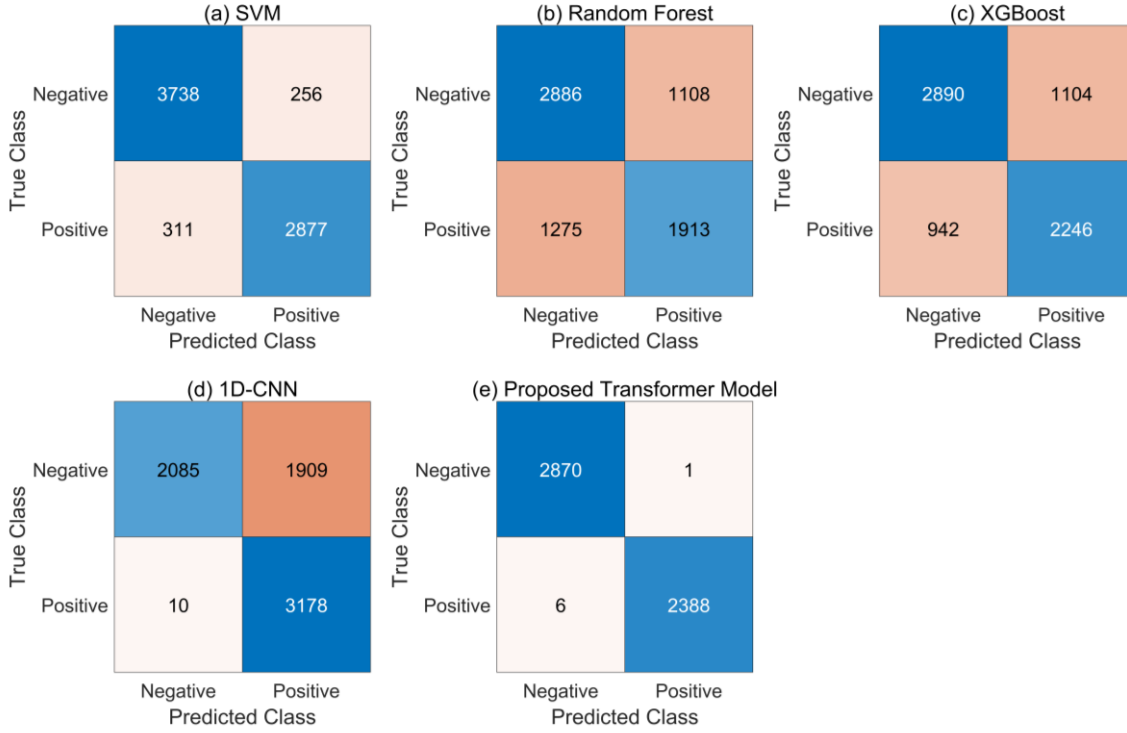 (a) SVM
True Class
Negative
3738
256
Positive
311
2877
Negative
Positive
Predicted Class
(b) Random Forest
True Class
Negative
2886
1108
Positive
1275
1913
Negative
Positive
Predicted Class
(c) XGBoost
True Class
Negative
2890
1104
Positive
942
2246
Negative
Positive
Predicted Class
(d) 1D-CNN
True Class
Negative
2085
1909
Positive
10
3178
Negative
Positive
Predicted Class
(e) Proposed Transformer Model
True Class
Negative
2870
1
Positive
6
2388
Negative
Positive
Predicted Class